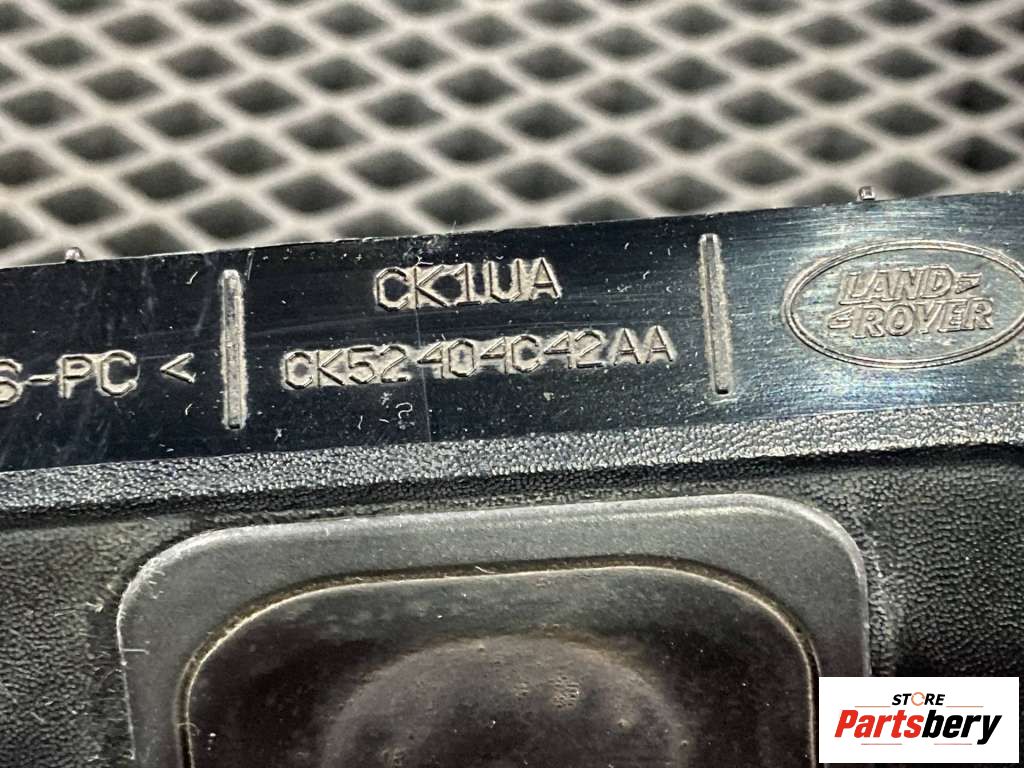 CK1UA
S-PC <
CK52404C42AA
LAND
ROVER
STORE
Partsbery